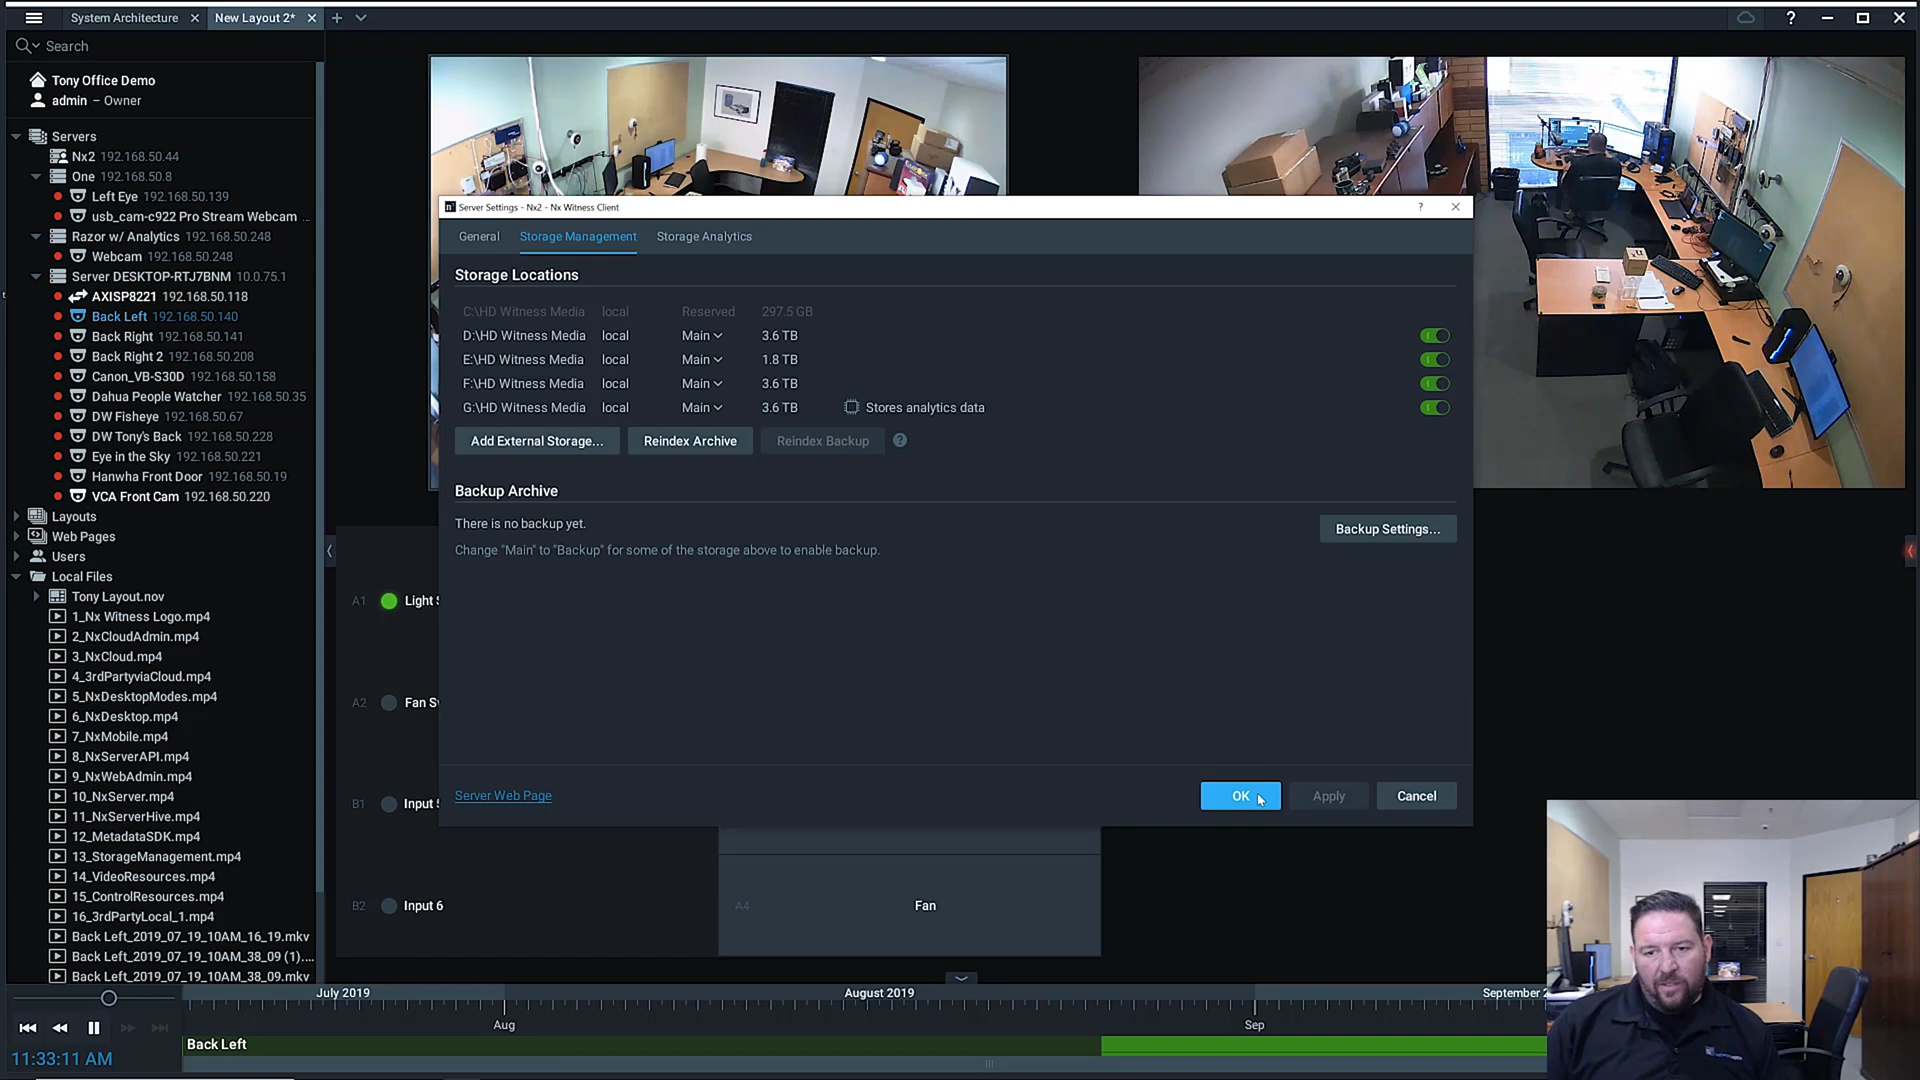 System Architecture
New Layout 2*
Search
Tony Office Demo
admin – Owner
Servers
Nx2 192.168.50.44
One 192.168.50.8
Left Eye 192.168.50.139
usb_cam-c922 Pro Stream Webcam ...
Razor w/ Analytics 192.168.50.248
Webcam 192.168.50.248
Server DESKTOP-RTJ7BNM 10.0.75.1
AXISP8221 192.168.50.118
Back Left 192.168.50.140
Back Right 192.168.50.141
Back Right 2 192.168.50.208
Canon_VB-S30D 192.168.50.158
Dahua People Watcher 192.168.50.35
DW Fisheye 192.168.50.67
DW Tony's Back 192.168.50.228
Eye in the Sky 192.168.50.221
Hanwha Front Door 192.168.50.19
VCA Front Cam 192.168.50.220
Layouts
Web Pages
Users
Local Files
Tony Layout.nov
1_Nx Witness Logo.mp4
2_NxCloudAdmin.mp4
3_NxCloud.mp4
4_3rdPartyviaCloud.mp4
5_NxDesktopModes.mp4
6_NxDesktop.mp4
7_NxMobile.mp4
8_NxServerAPI.mp4
9_NxWebAdmin.mp4
10_NxServer.mp4
11_NxServerHive.mp4
12_MetadataSDK.mp4
13_StorageManagement.mp4
14_VideoResources.mp4
15_ControlResources.mp4
16_3rdPartyLocal_1.mp4
Back Left_2019_07_19_10AM_16_19.mkv
Back Left_2019_07_19_10AM_38_09 (1)....
Back Left_2019_07_19_10AM_38_09.mkv
Server Settings - Nx2 - Nx Witness Client
?
General Storage Management Storage Analytics
Storage Locations
C:\HD Witness Media local Reserved 297.5 GB
D:\HD Witness Media local Main 3.6 TB
E:\HD Witness Media local Main 1.8 TB
F:\HD Witness Media local Main 3.6 TB
G:\HD Witness Media local Main 3.6 TB Stores analytics data
Add External Storage... Reindex Archive Reindex Backup ?
Backup Archive
There is no backup yet.
Backup Settings...
Change "Main" to "Backup" for some of the storage above to enable backup.
Server Web Page
OK Apply Cancel
A1 Light S
A2 Fan Sw
B1 Input 5
B2 Input 6
A4 Fan
July 2019 August 2019 September 2
Aug Sep
Back Left
11:33:11 AM